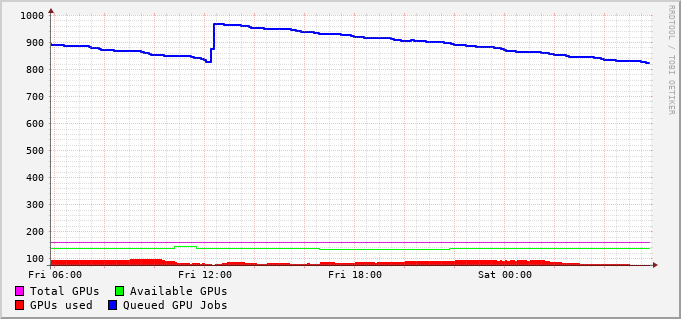 1000
900
800
700
600
500
400
300
200
100
Fri 06:00 Fri 12:00 Fri 18:00 Sat 00:00
Total GPUs Available GPUs
GPUs used Queued GPU Jobs
RRDTOOL / TOBI OETIKER